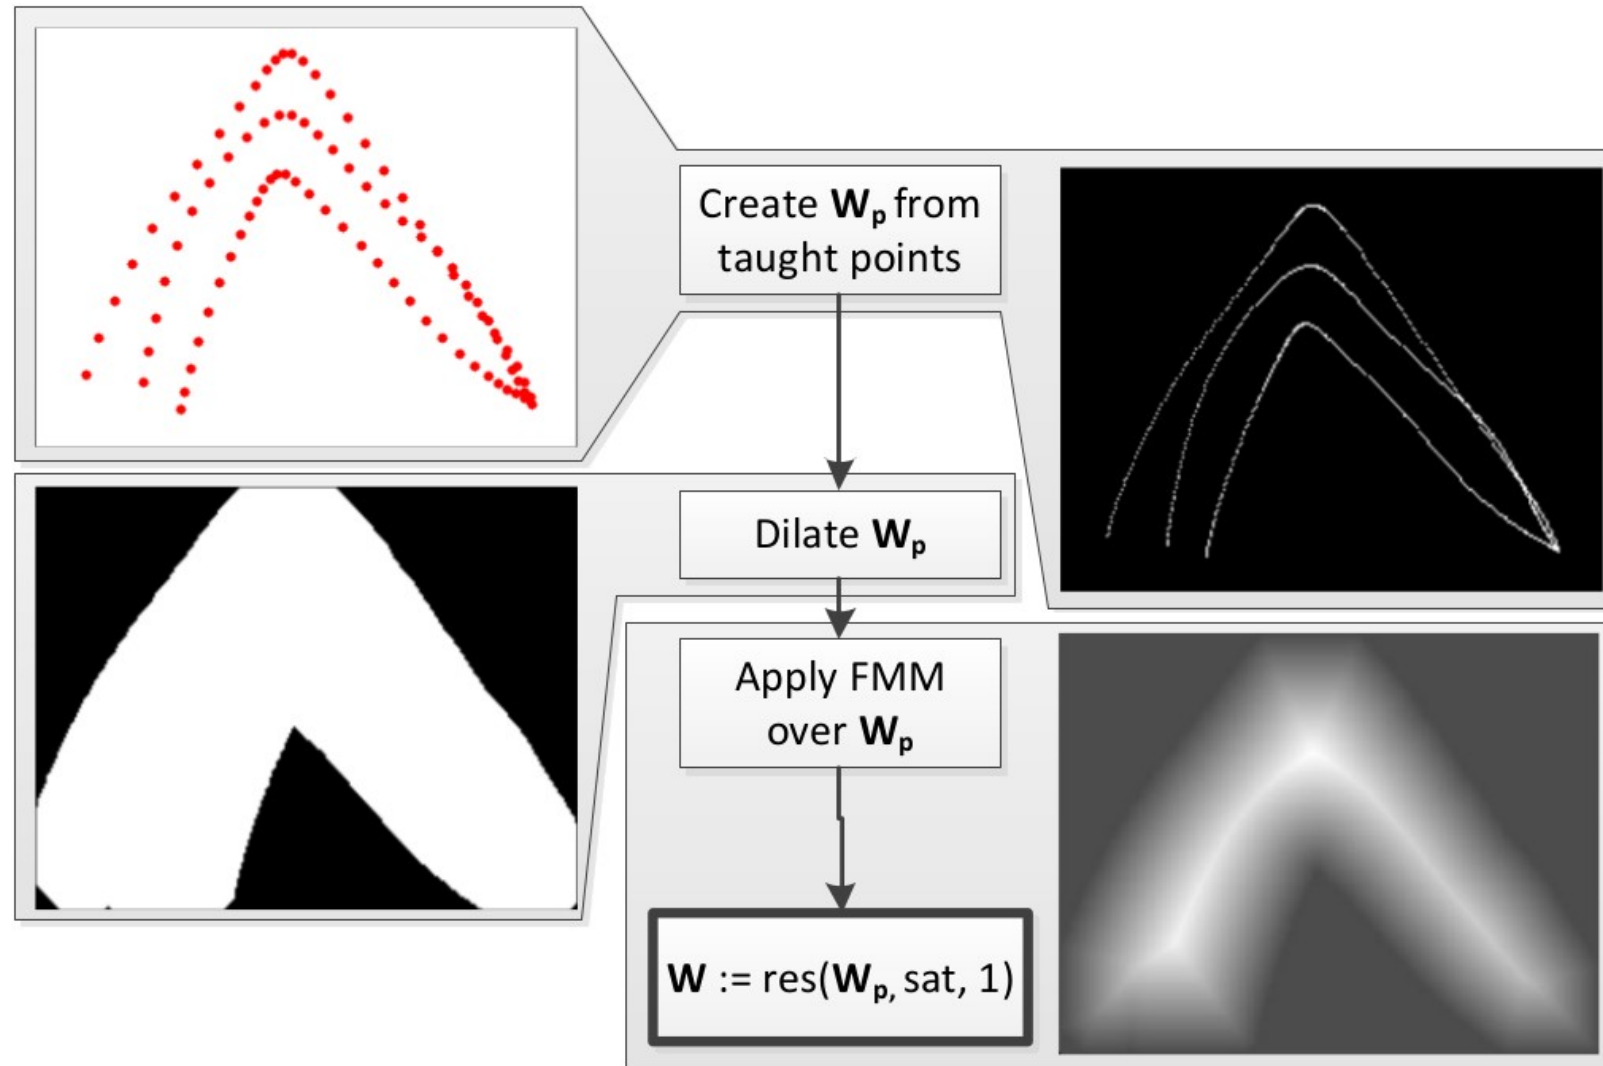 Create Wp from
taught points
Dilate Wp
Apply FMM
over Wp
W := res(Wp, sat, 1)